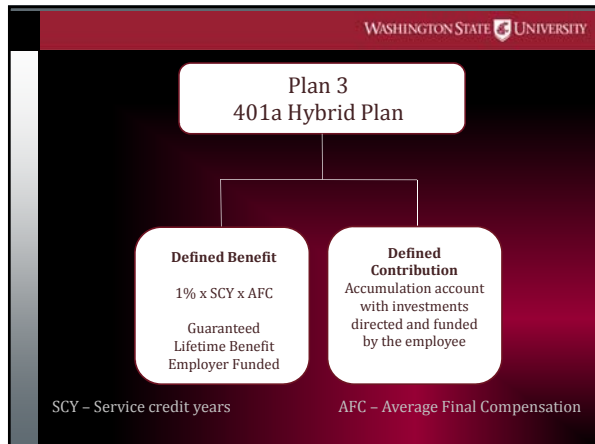 WASHINGTON STATE UNIVERSITY
Plan 3
401a Hybrid Plan
Defined Benefit
1% x SCY x AFC
Guaranteed
Lifetime Benefit
Employer Funded
Defined
Contribution
Accumulation account
with investments
directed and funded
by the employee
SCY – Service credit years
AFC – Average Final Compensation